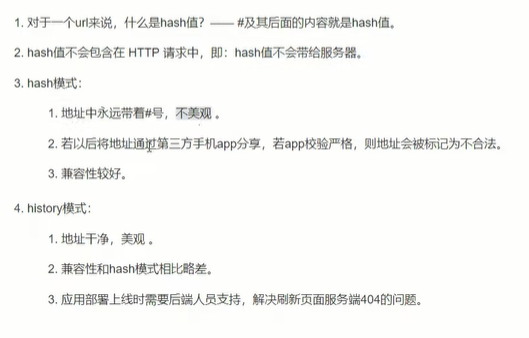 1. 对于一个url来说，什么是hash值？—— #及其后面的内容就是hash值。
2. hash值不会包含在 HTTP 请求中，即：hash值不会带给服务器。
3. hash模式：
1. 地址中永远带着#号，不美观 。
2. 若以后将地址通过第三方手机app分享，若app校验严格，则地址会被标记为不合法。
3. 兼容性较好。
4. history模式：
1. 地址干净，美观 。
2. 兼容性和hash模式相比略差。
3. 应用部署上线时需要后端人员支持，解决刷新页面服务端404的问题。